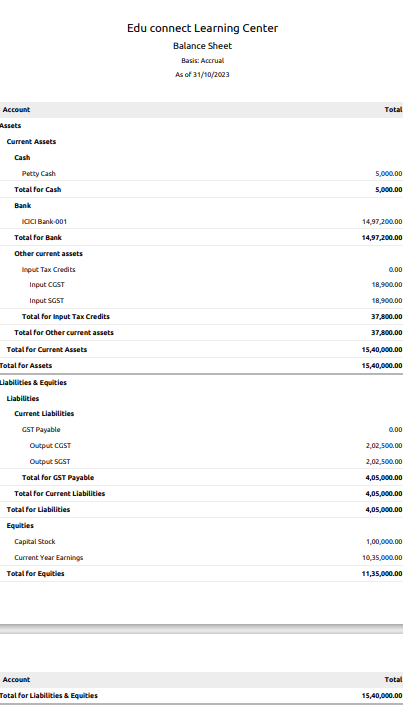 Edu connect Learning Center
Balance Sheet
Basis: Accrual
As of 31/10/2023
Account Total
Assets
Current Assets
Cash
Petty Cash 5,000.00
Total for Cash 5,000.00
Bank
ICICI Bank-001 14,97,200.00
Total for Bank 14,97,200.00
Other current assets
Input Tax Credits 0.00
Input CGST 18,900.00
Input SGST 18,900.00
Total for Input Tax Credits 37,800.00
Total for Other current assets 37,800.00
Total for Current Assets 15,40,000.00
Total for Assets 15,40,000.00
Liabilities & Equities
Liabilities
Current Liabilities
GST Payable 0.00
Output CGST 2,02,500.00
Output SGST 2,02,500.00
Total for GST Payable 4,05,000.00
Total for Current Liabilities 4,05,000.00
Total for Liabilities 4,05,000.00
Equities
Capital Stock 1,00,000.00
Current Year Earnings 10,35,000.00
Total for Equities 11,35,000.00
Account Total
Total for Liabilities & Equities 15,40,000.00